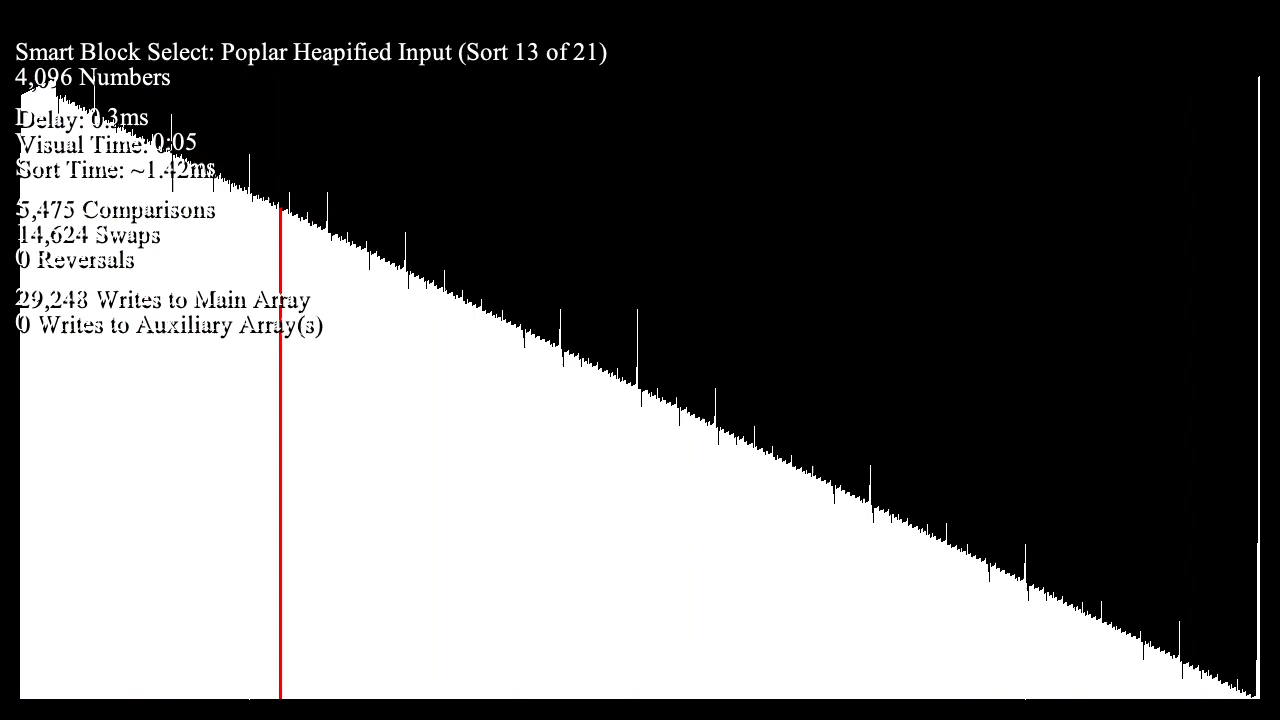 Smart Block Select: Poplar Heapified Input (Sort 13 of 21)
4,096 Numbers
Delay: 0.3ms
Visual Time: 0:05
Sort Time: ~1.42ms
5,475 Comparisons
14,624 Swaps
0 Reversals
29,248 Writes to Main Array
0 Writes to Auxiliary Array(s)